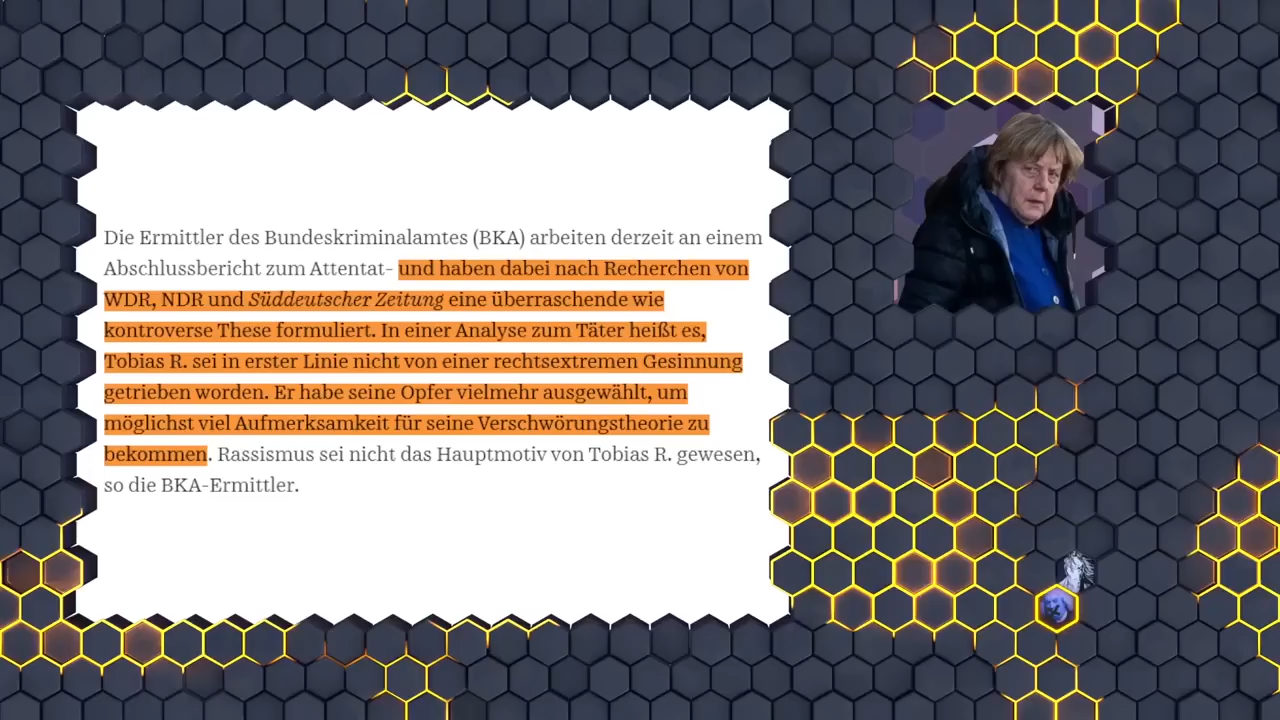 Die Ermittler des Bundeskriminalamtes (BKA) arbeiten derzeit an einem
Abschlussbericht zum Attentat- und haben dabei nach Recherchen von
WDR, NDR und Süddeutscher Zeitung eine überraschende wie
kontroverse These formuliert. In einer Analyse zum Täter heißt es,
Tobias R. sei in erster Linie nicht von einer rechtsextremen Gesinnung
getrieben worden. Er habe seine Opfer vielmehr ausgewählt, um
möglichst viel Aufmerksamkeit für seine Verschwörungstheorie zu
bekommen. Rassismus sei nicht das Hauptmotiv von Tobias R. gewesen,
so die BKA-Ermittler.